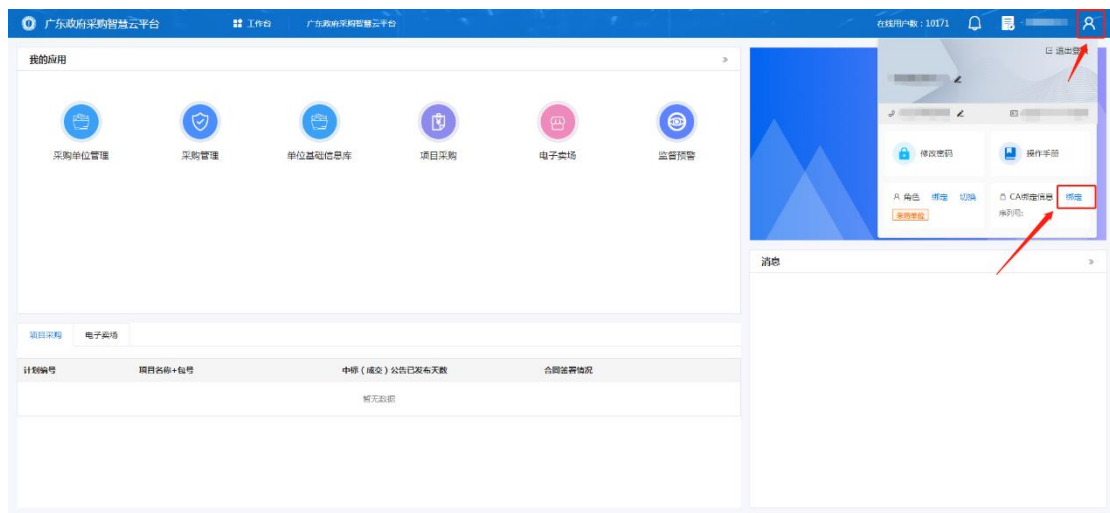 广东政府采购智慧云平台
工作台
广东政府采购智慧云平台
在线用户数：10171
我的应用
退出登
采购单位管理
采购管理
单位基础信息库
项目采购
电子卖场
监督预警
修改密码
操作手册
角色 绑定 切换
CA绑定信息 绑定
采购单位
序列号:
消息
项目采购
电子卖场
计划编号
项目名称+包号
中标（成交）公告已发布天数
合同签署情况
暂无数据